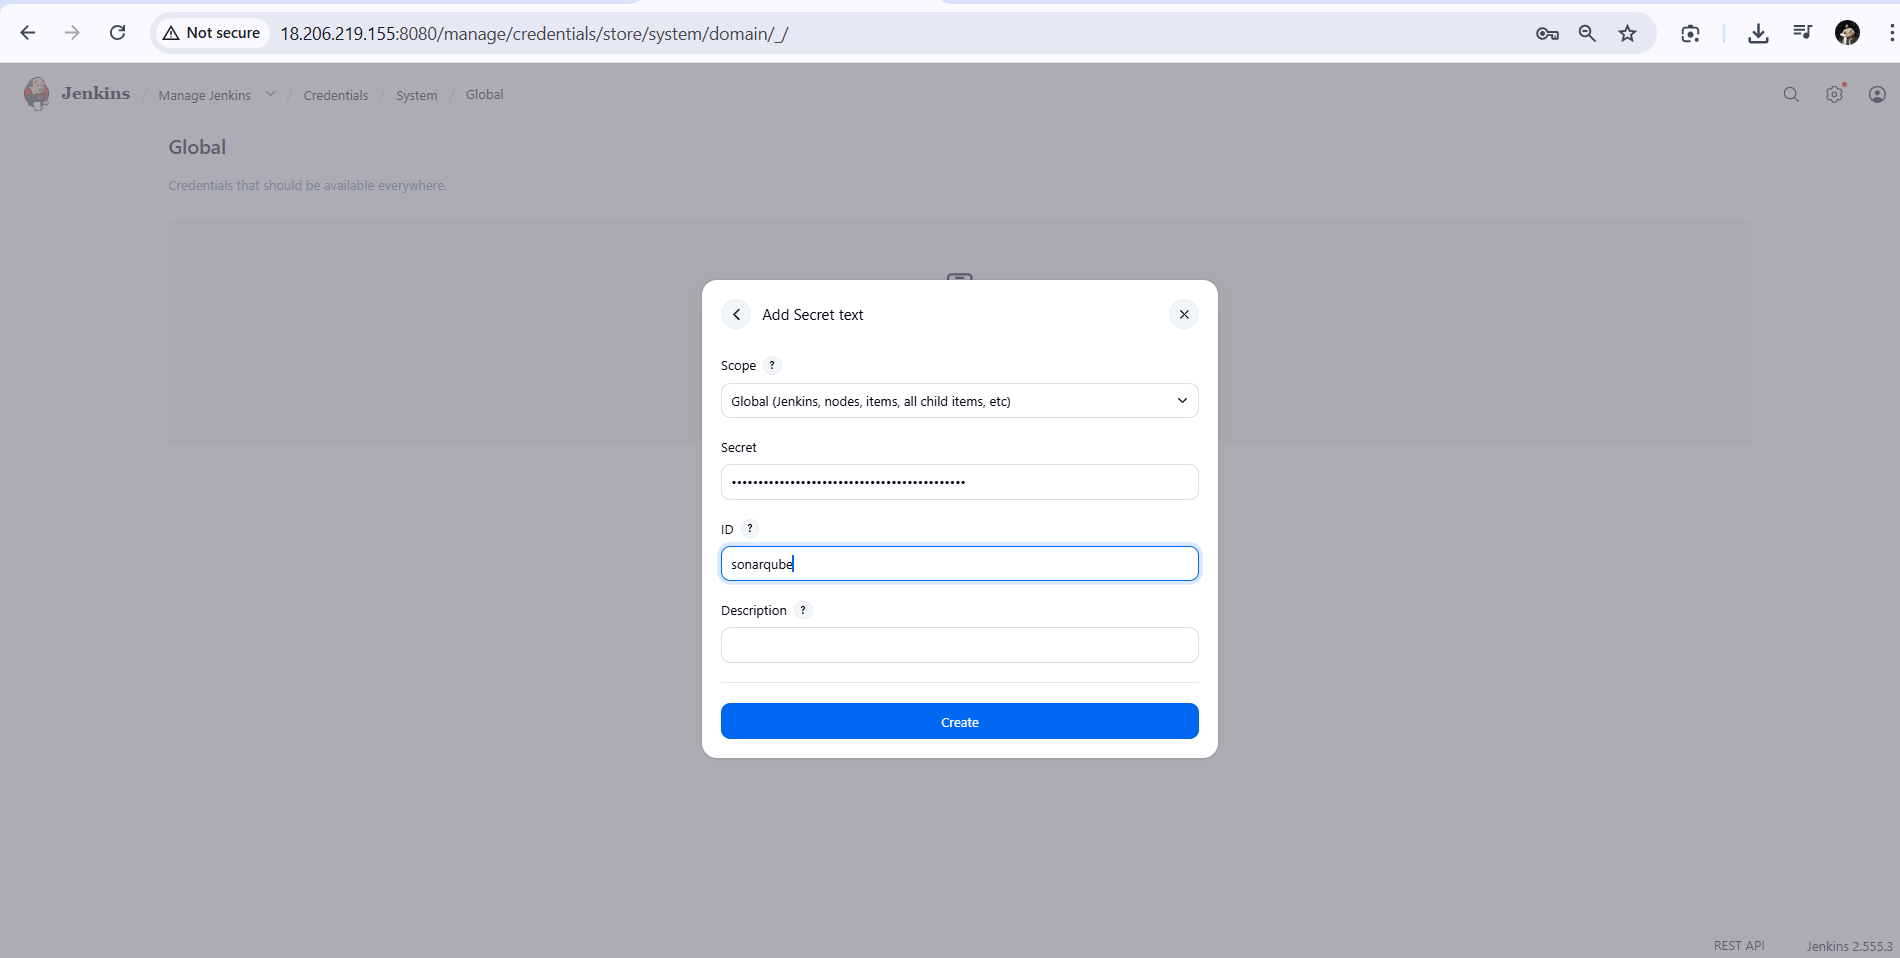 Not secure 18.206.219.155:8080/manage/credentials/store/system/domain/_/
Jenkins / Manage Jenkins / Credentials / System / Global
Global
Credentials that should be available everywhere.
Add Secret text
Scope ?
Global (Jenkins, nodes, items, all child items, etc)
Secret
••••••••••••••••••••••••••••••••••••••••••••
ID ?
sonarqube
Description ?
Create
REST API Jenkins 2.555.3